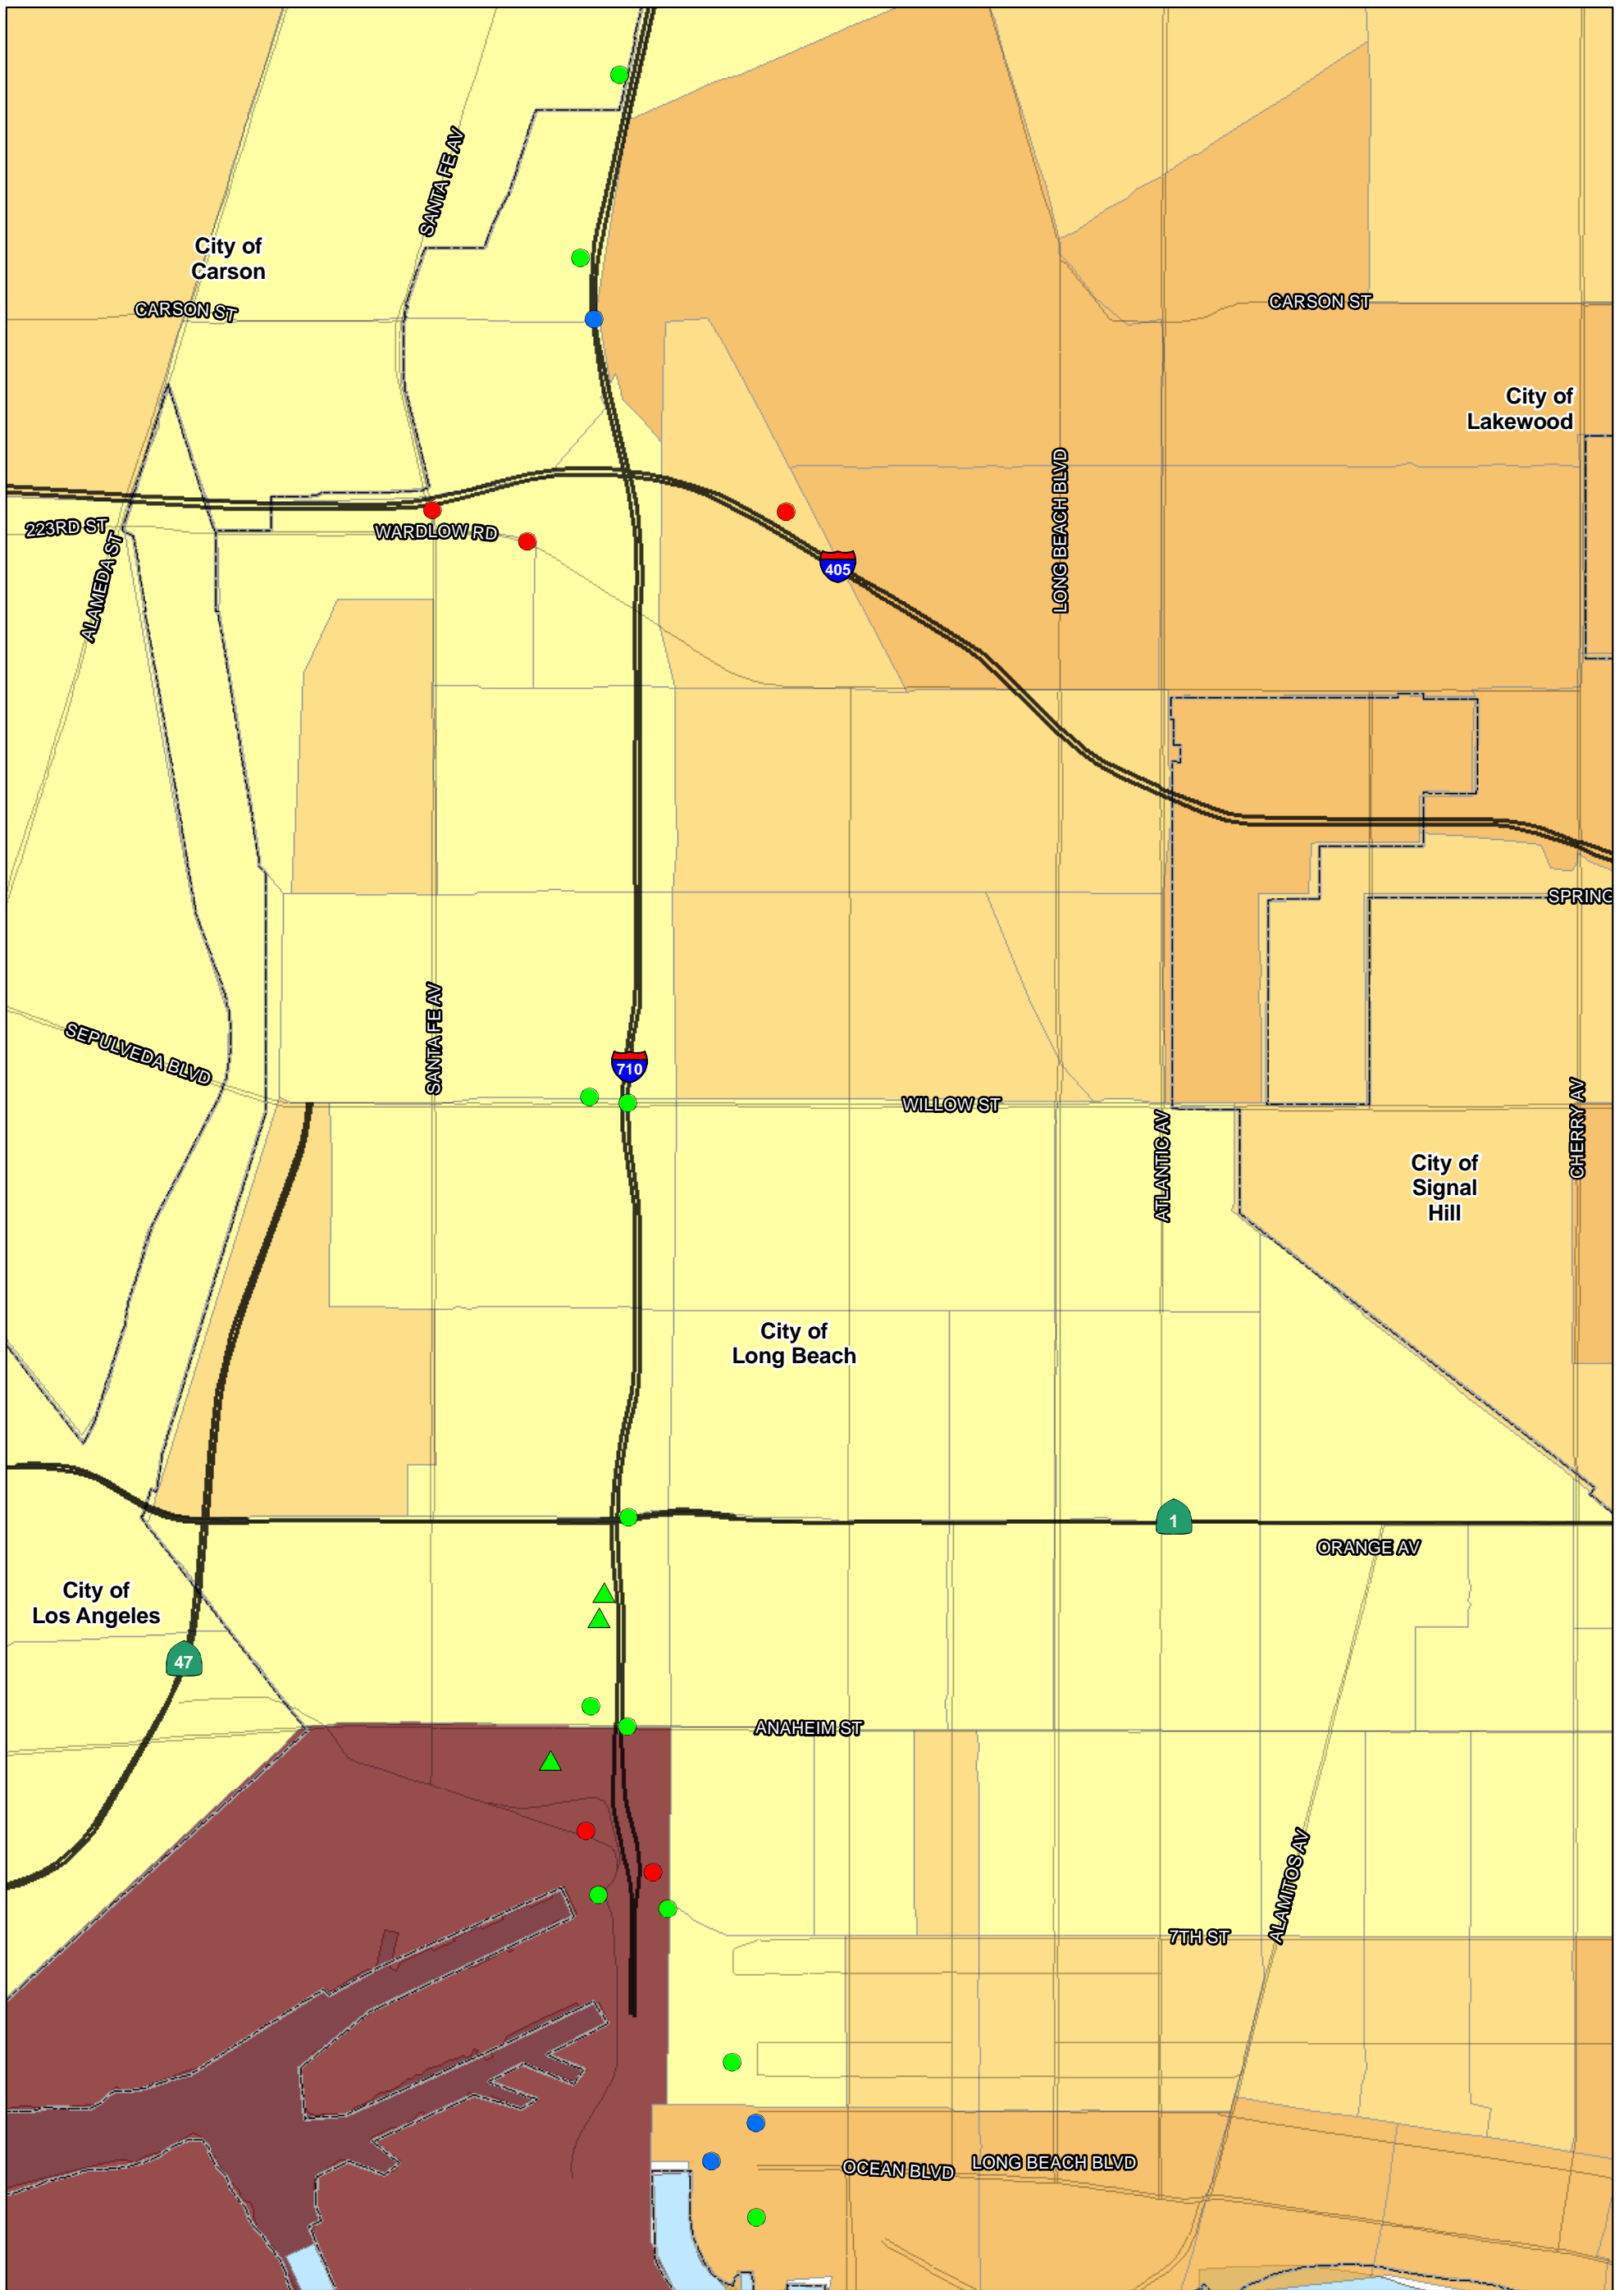 SANTA FE AV
City of
Carson
CARSON ST
CARSON ST
City of
Lakewood
LONG BEACH BLVD
223RD ST
WARDLOW RD
ALAMEDA ST
405
SPRING
SEPULVEDA BLVD
SANTA FE AV
710
WILLOW ST
ATLANTIC AV
CHERRY AV
City of
Signal
Hill
City of
Long Beach
1
ORANGE AV
City of
Los Angeles
47
ANAHEIM ST
ALAMITOS AV
7TH ST
OCEAN BLVD
LONG BEACH BLVD